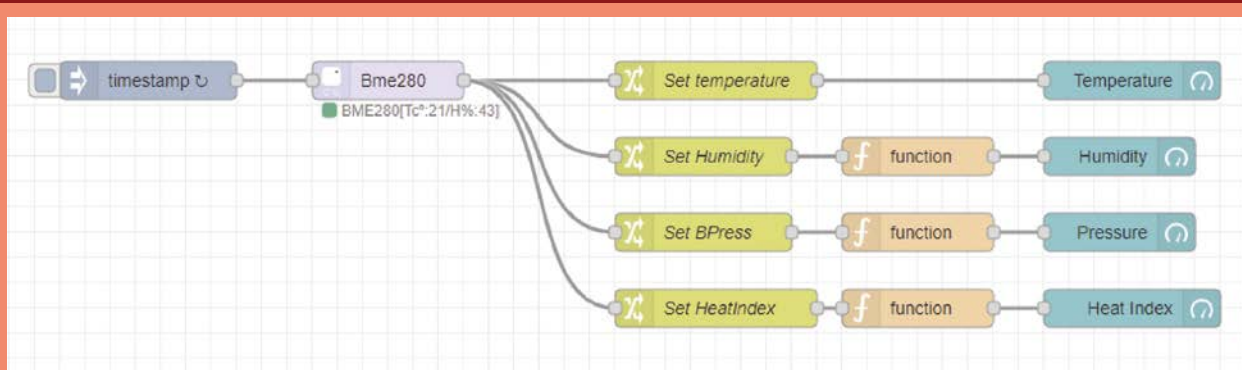 timestamp ↻
Bme280
BME280[Tcº:21/H%:43]
Set temperature
Temperature
Set Humidity
function
Humidity
Set BPress
function
Pressure
Set HeatIndex
function
Heat Index